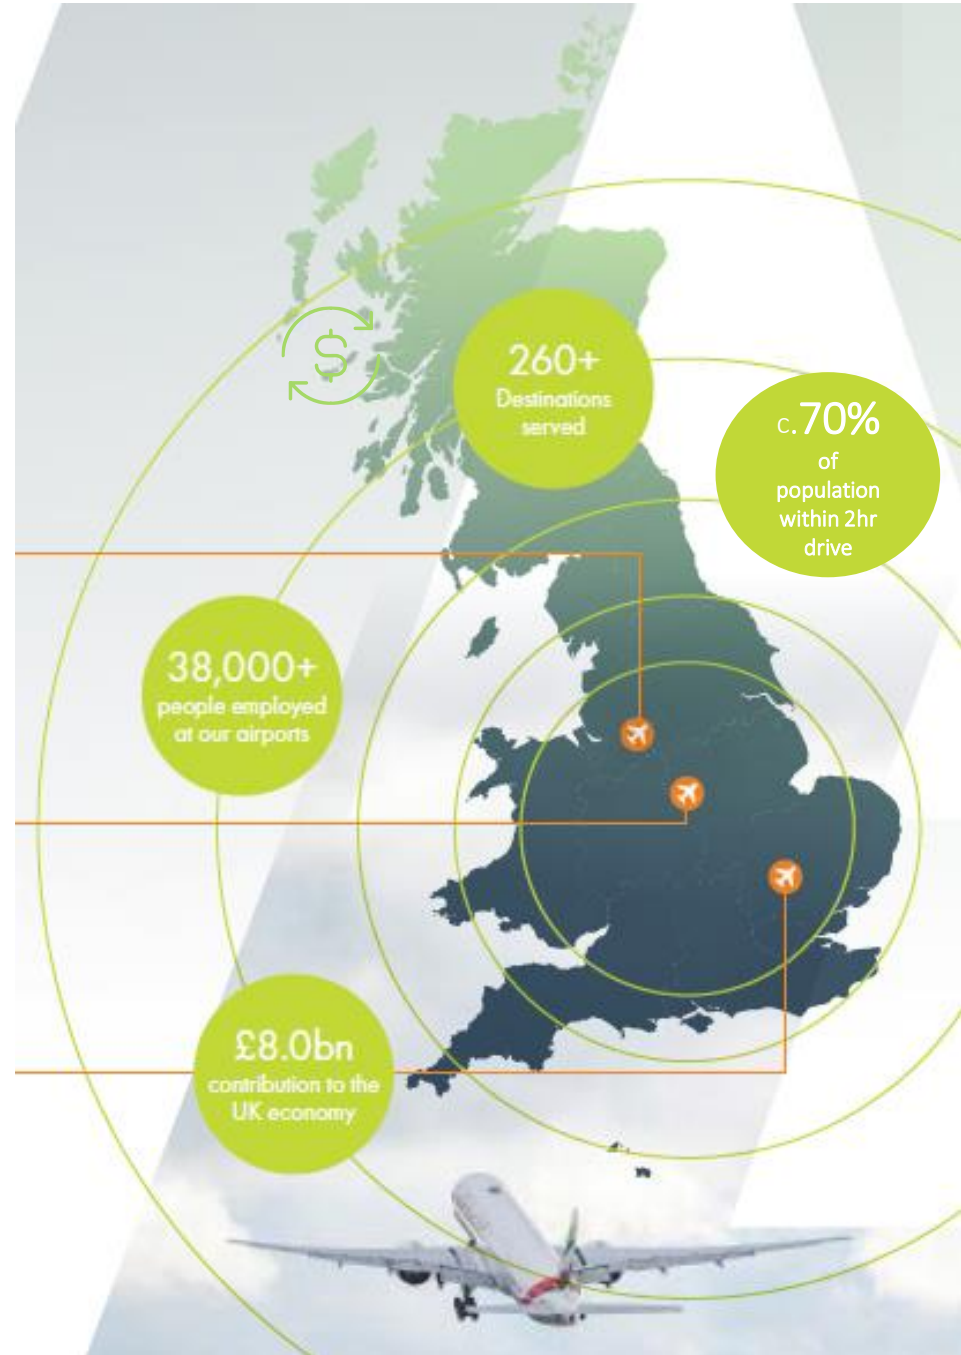 260+
Destinations
served
c.70%
of
population
within 2hr
drive
38,000+
people employed
at our airports
£8.0bn
contribution to the
UK economy